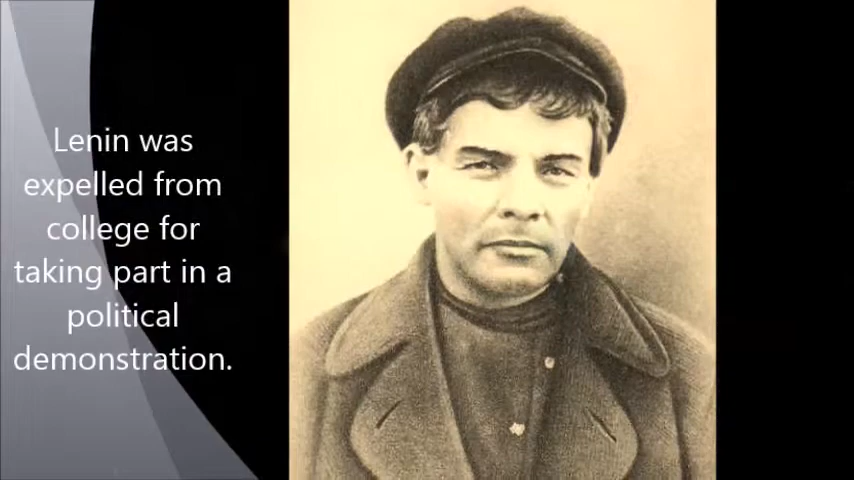 Lenin was
expelled from
college for
taking part in a
political
demonstration.